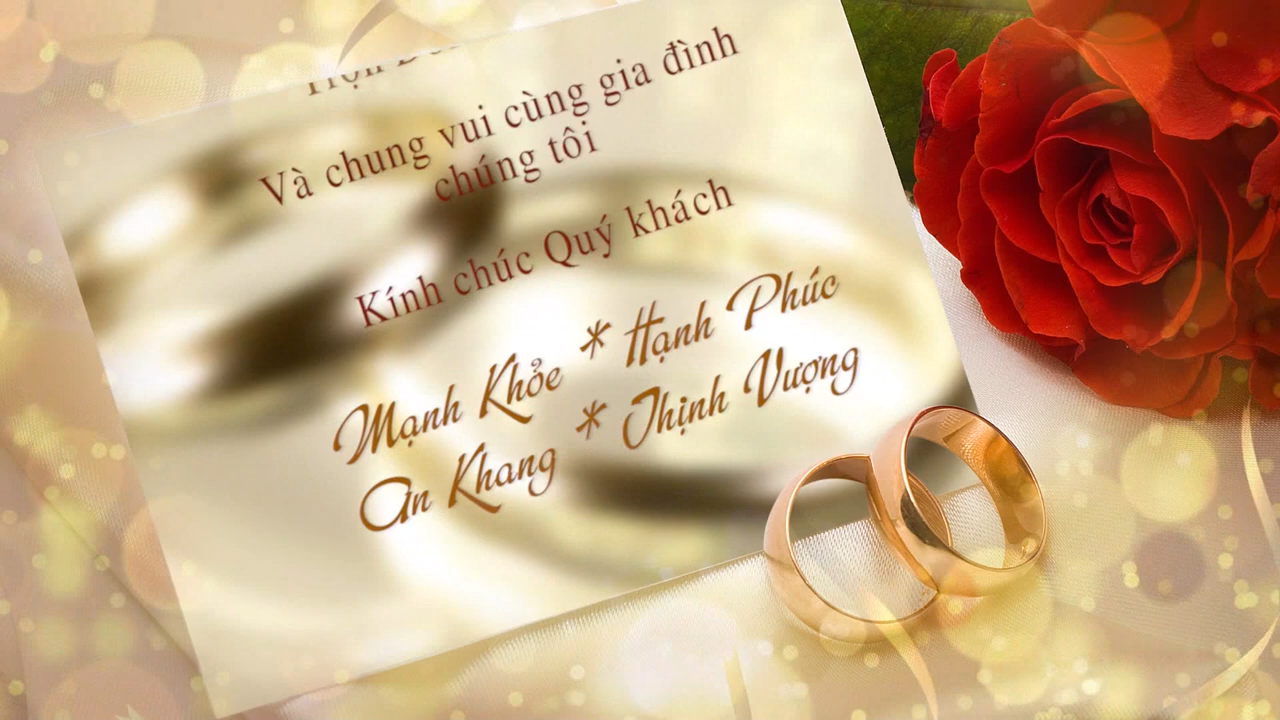 Và chung vui cùng gia đình
chúng tôi
Kính chúc Quý khách
Mạnh Khỏe * Hạnh Phúc
An Khang * Thịnh Vượng